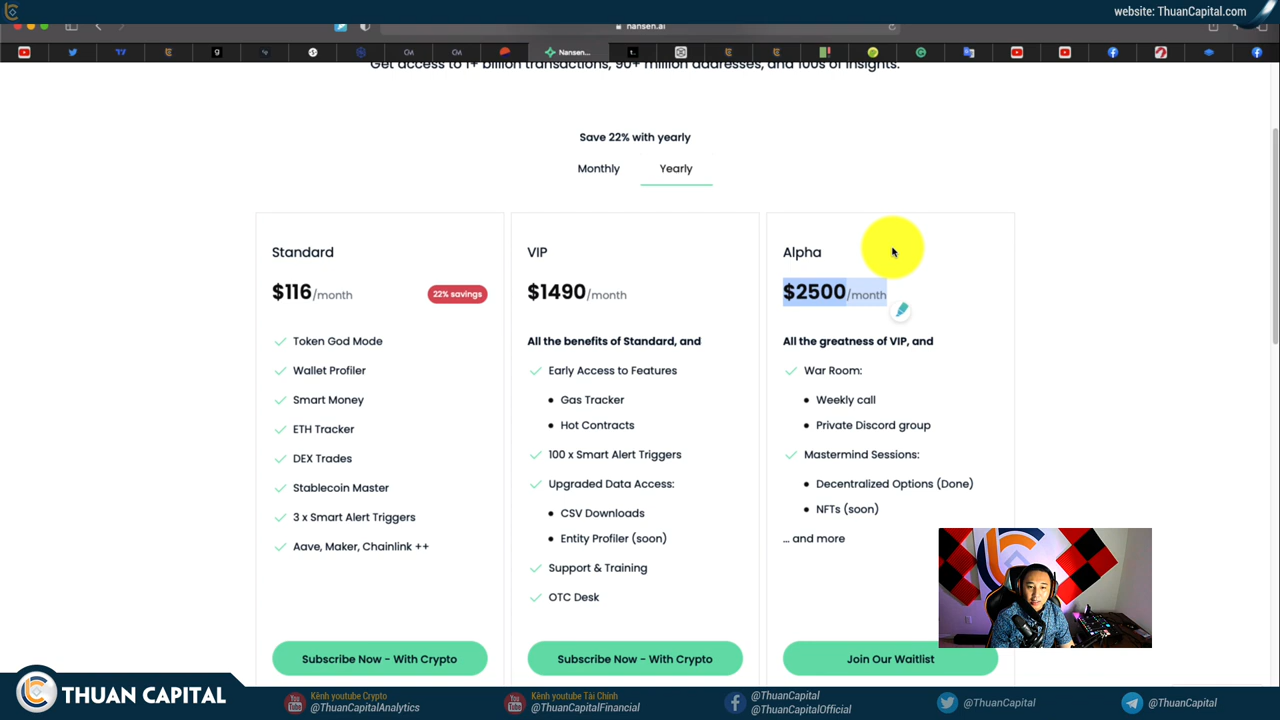 website: ThuanCapital.com
nansen.ai
Nansen...
Get access to 1+ billion transactions, 90+ million addresses, and 100s of insights.
Save 22% with yearly
Monthly
Yearly
Standard
$116/month
22% savings
Token God Mode
Wallet Profiler
Smart Money
ETH Tracker
DEX Trades
Stablecoin Master
3 x Smart Alert Triggers
Aave, Maker, Chainlink ++
Subscribe Now - With Crypto
VIP
$1490/month
All the benefits of Standard, and
Early Access to Features
Gas Tracker
Hot Contracts
100 x Smart Alert Triggers
Upgraded Data Access:
CSV Downloads
Entity Profiler (soon)
Support & Training
OTC Desk
Subscribe Now - With Crypto
Alpha
$2500/month
All the greatness of VIP, and
War Room:
Weekly call
Private Discord group
Mastermind Sessions:
Decentralized Options (Done)
NFTs (soon)
... and more
Join Our Waitlist
THUAN CAPITAL
Kênh youtube Crypto
@ThuanCapitalAnalytics
Kênh youtube Tài Chính
@ThuanCapitalFinancial
@ThuanCapital
@ThuanCapitalOfficial
@ThuanCapital
@ThuanCapital